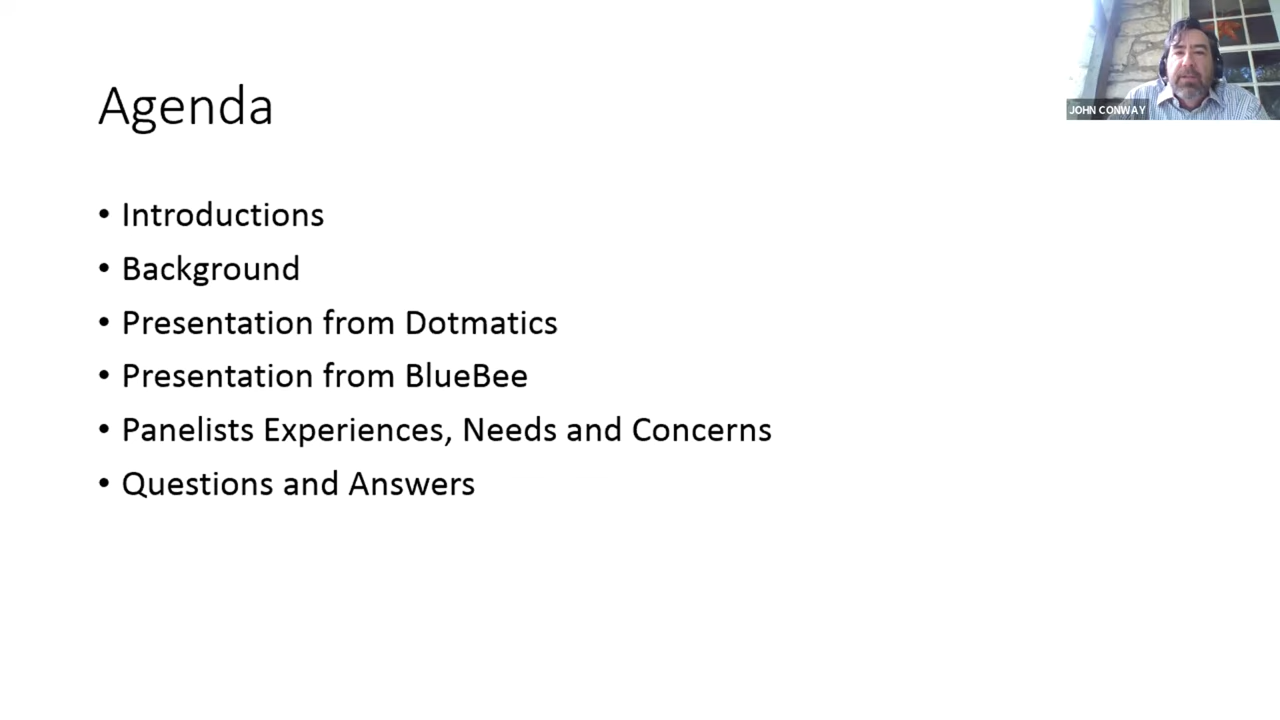 Agenda
JOHN CONWAY
• Introductions
• Background
• Presentation from Dotmatics
• Presentation from BlueBee
• Panelists Experiences, Needs and Concerns
• Questions and Answers